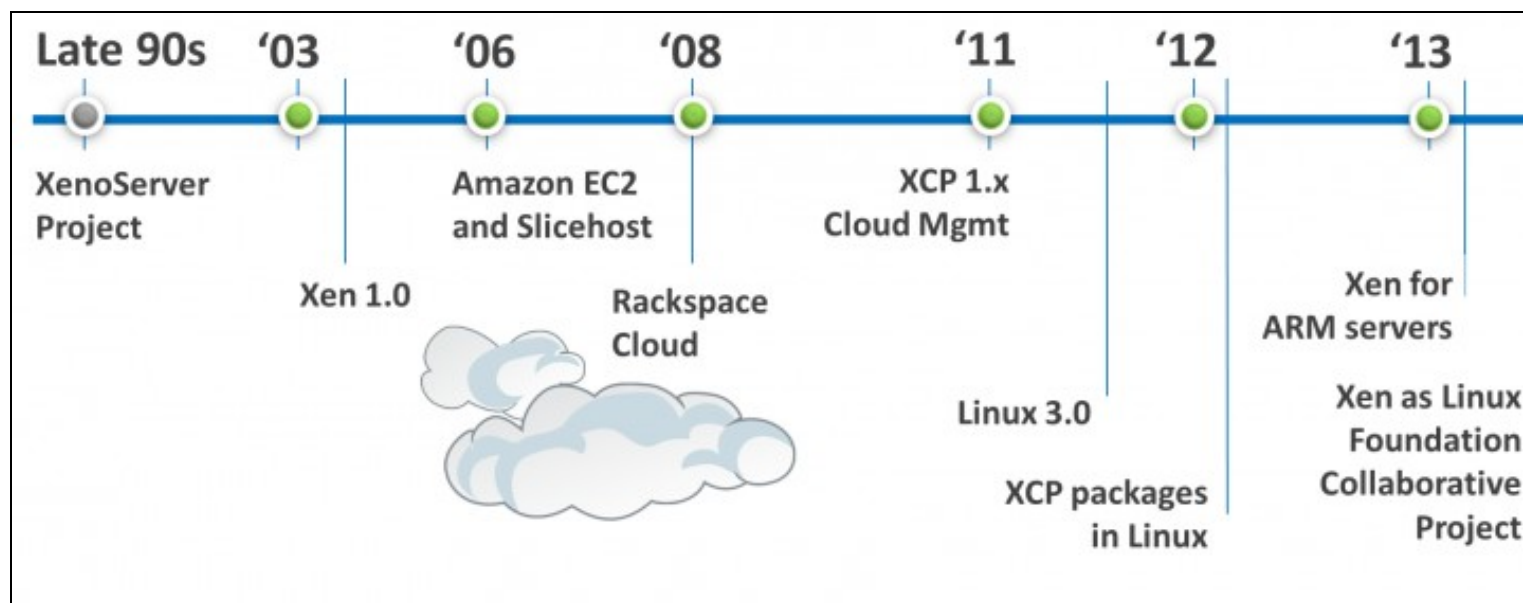 Late 90s ‘03 ‘06 ‘08 ‘11 ‘12 ‘13
XenoServer
Project
Xen 1.0
Amazon EC2
and Slicehost
Rackspace
Cloud
XCP 1.x
Cloud Mgmt
Linux 3.0
XCP packages
in Linux
Xen for
ARM servers
Xen as Linux
Foundation
Collaborative
Project